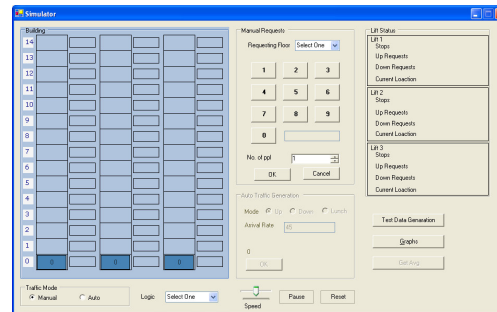 Simulator
Building
14
13
12
11
10
9
8
7
6
5
4
3
2
1
0 0 0 0
Traffic Mode
Manual Auto
Logic Select One
Manual Requests
Requesting Floor Select One
1 2 3
4 5 6
7 8 9
0
No. of ppl 1
OK Cancel
Auto Traffic Generation
Mode Up Down Lunch
Arrival Rate 45
0
OK
Speed
Pause Reset
Lift Status
Lift 1
Stops
Up Requests
Down Requests
Current Loaction
Lift 2
Stops
Up Requests
Down Requests
Current Loaction
Lift 3
Stops
Up Requests
Down Requests
Current Loaction
Test Data Genaration
Graphs
Get Avg